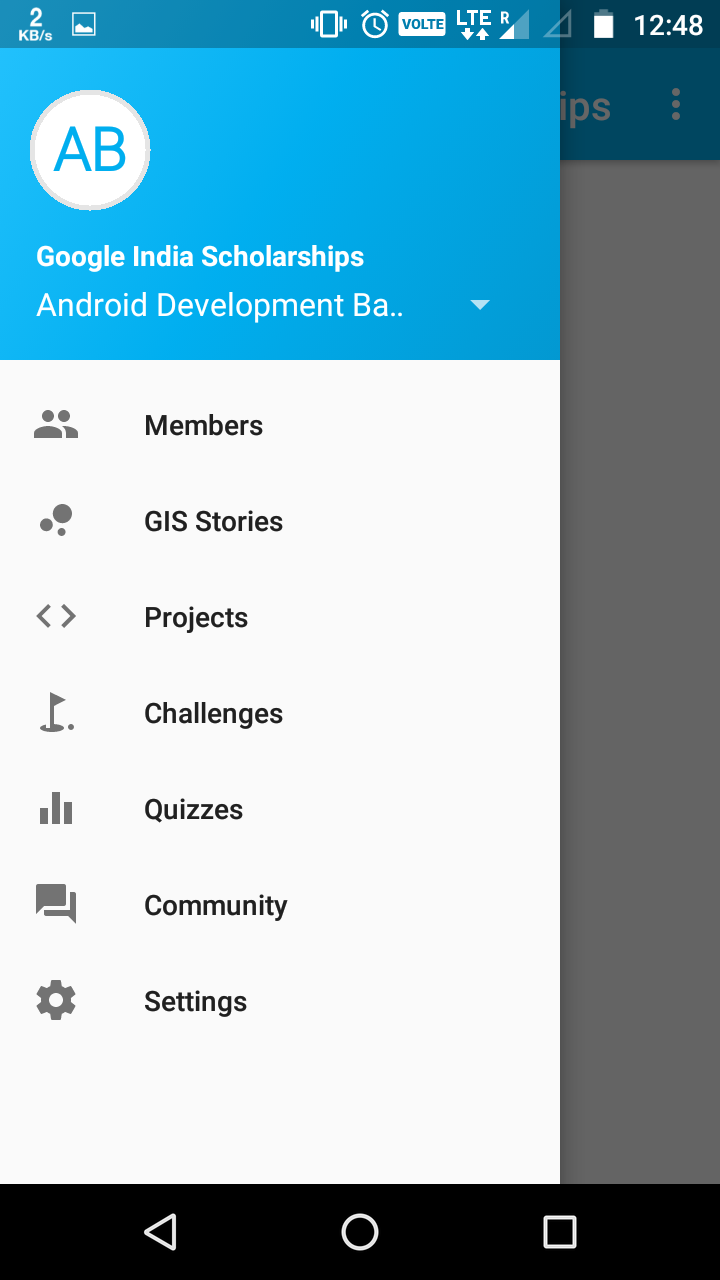 2
KB/s
VOLTE
LTE
R
12:48
ips
AB
Google India Scholarships
Android Development Ba..
Members
GIS Stories
Projects
Challenges
Quizzes
Community
Settings